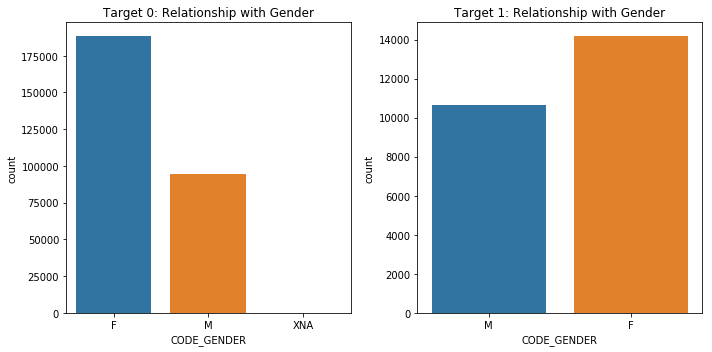 Target 0: Relationship with Gender
175000
150000
125000
100000
75000
50000
25000
0
count
F M XNA
CODE_GENDER
Target 1: Relationship with Gender
14000
12000
10000
8000
6000
4000
2000
0
count
M F
CODE_GENDER